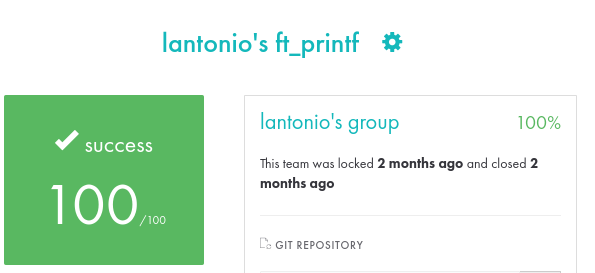 lantonio's ft_printf
success
100/100
lantonio's group
100%
This team was locked 2 months ago and closed 2
months ago
GIT REPOSITORY